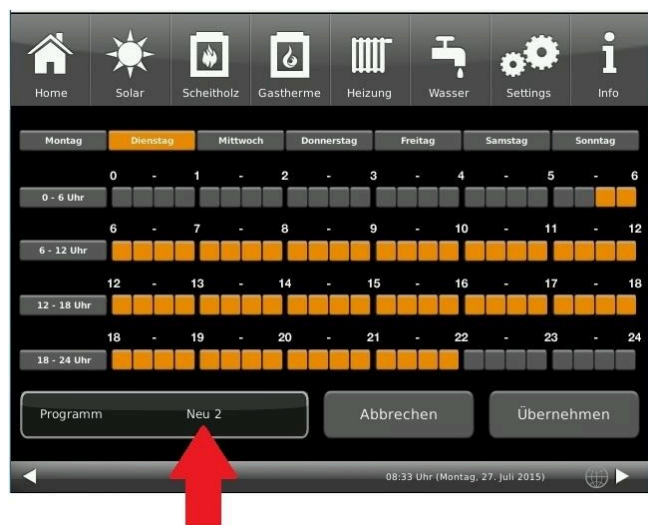 Home Solar Scheitholz Gastherme Heizung Wasser Settings Info
Montag Dienstag Mittwoch Donnerstag Freitag Samstag Sonntag
0 - 1 - 2 - 3 - 4 - 5 - 6
0 - 6 Uhr
6 - 7 - 8 - 9 - 10 - 11 - 12
6 - 12 Uhr
12 - 13 - 14 - 15 - 16 - 17 - 18
12 - 18 Uhr
18 - 19 - 20 - 21 - 22 - 23 - 24
18 - 24 Uhr
Programm Neu 2 Abbrechen Übernehmen
08:33 Uhr (Montag, 27. Juli 2015)